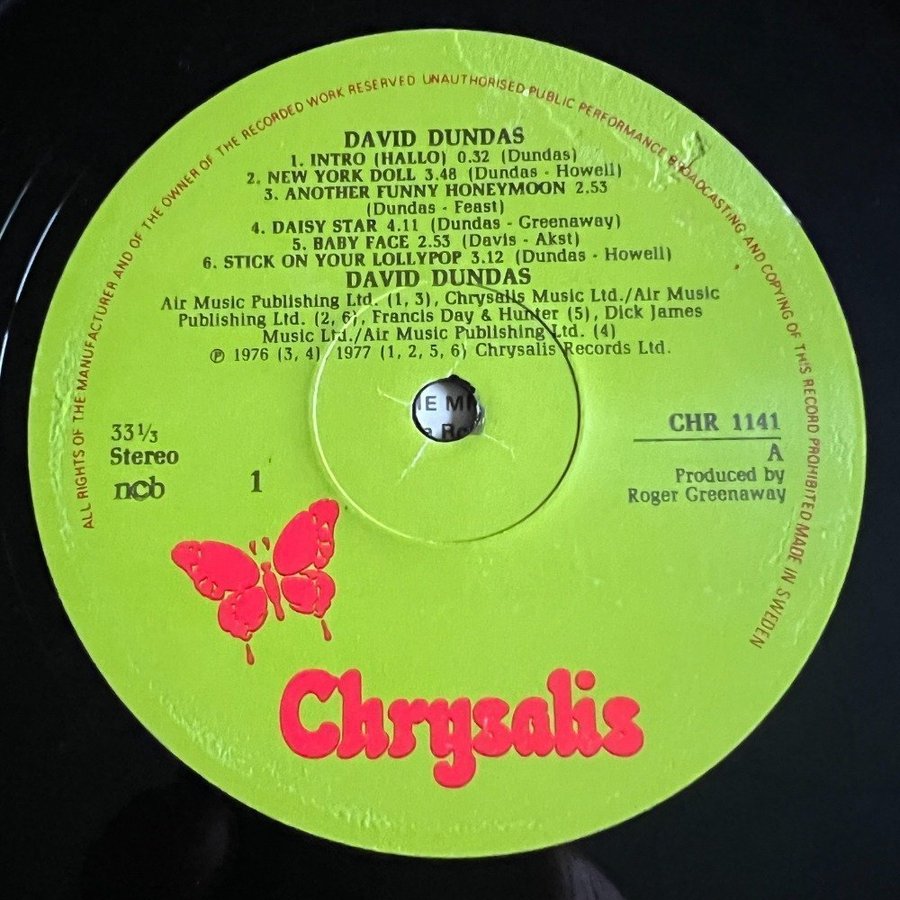 ALL RIGHTS OF THE MANUFACTURER AND OF THE OWNER OF THE RECORDED WORK RESERVED UNAUTHORISED PUBLIC PERFORMANCE BROADCASTING AND COPYING OF THIS RECORD PROHIBITED MADE IN SWEDEN
DAVID DUNDAS
1. INTRO (HALLO) 0.32 (Dundas)
2. NEW YORK DOLL 3.48 (Dundas - Howell)
3. ANOTHER FUNNY HONEYMOON 2.53
(Dundas - Feast)
4. DAISY STAR 4.11 (Dundas - Greenaway)
5. BABY FACE 2.53 (Davis - Akst)
6. STICK ON YOUR LOLLYPOP 3.12 (Dundas - Howell)
DAVID DUNDAS
Air Music Publishing Ltd. (1, 3), Chrysalis Music Ltd./Air Music
Publishing Ltd. (2, 6), Francis Day & Hunter (5), Dick James
Music Ltd./Air Music Publishing Ltd. (4)
℗ 1976 (3, 4) 1977 (1, 2, 5, 6) Chrysalis Records Ltd.
33 1/3
Stereo
ncb
1
CHR 1141
A
Produced by
Roger Greenaway
Chrysalis